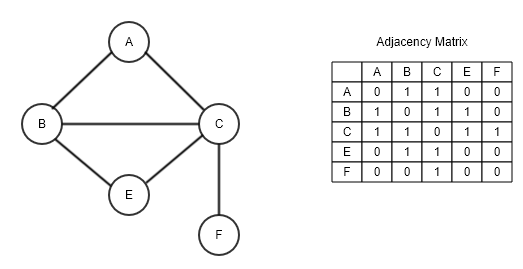 A
B
C
E
F
Adjacency Matrix
A B C E F
A 0 1 1 0 0
B 1 0 1 1 0
C 1 1 0 1 1
E 0 1 1 0 0
F 0 0 1 0 0